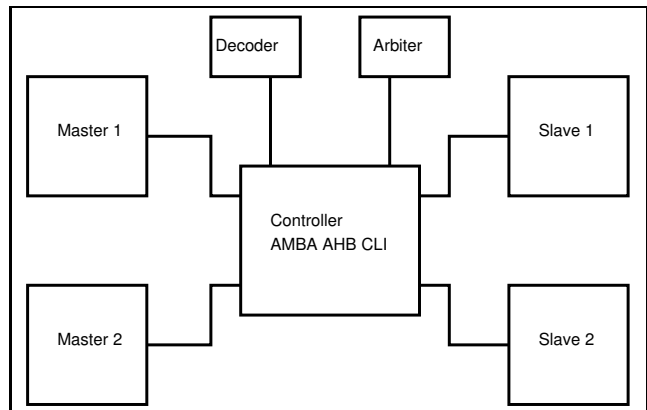 Decoder
Arbiter
Master 1
Slave 1
Controller
AMBA AHB CLI
Master 2
Slave 2